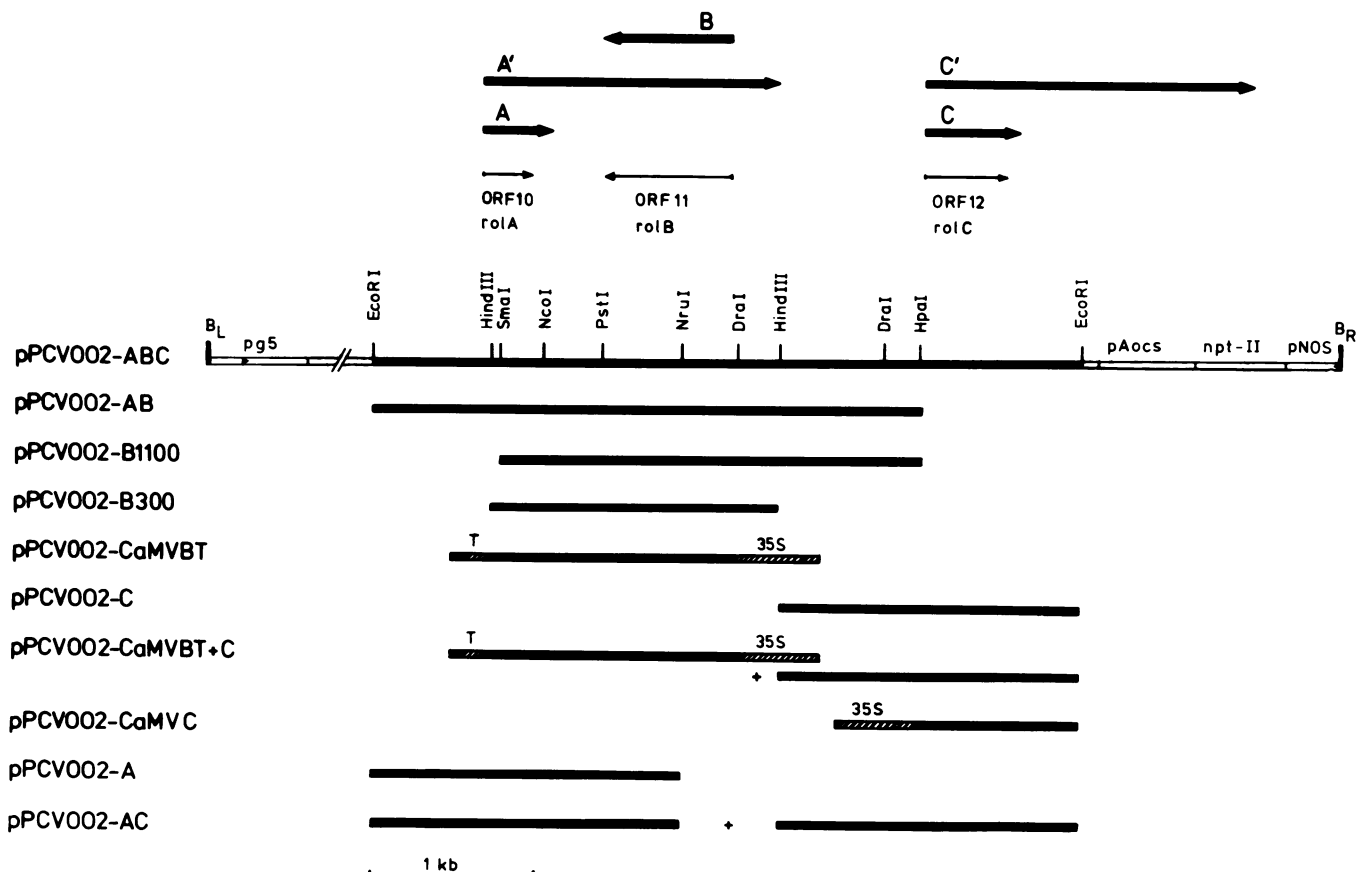 B
A'
C'
A
C
ORF10
rolA
ORF11
rolB
ORF12
rolC
EcoRI
HindIII
SmaI
NcoI
PstI
NruI
DraI
HindIII
DraI
HpaI
EcoRI
BL
pg5
pAocs
npt-II
pNOS
BR
pPCV002-ABC
pPCV002-AB
pPCV002-B1100
pPCV002-B300
T
35S
pPCV002-CaMVBT
pPCV002-C
T
35S
pPCV002-CaMVBT+C
+
35S
pPCV002-CaMVC
pPCV002-A
pPCV002-AC
+
1 kb